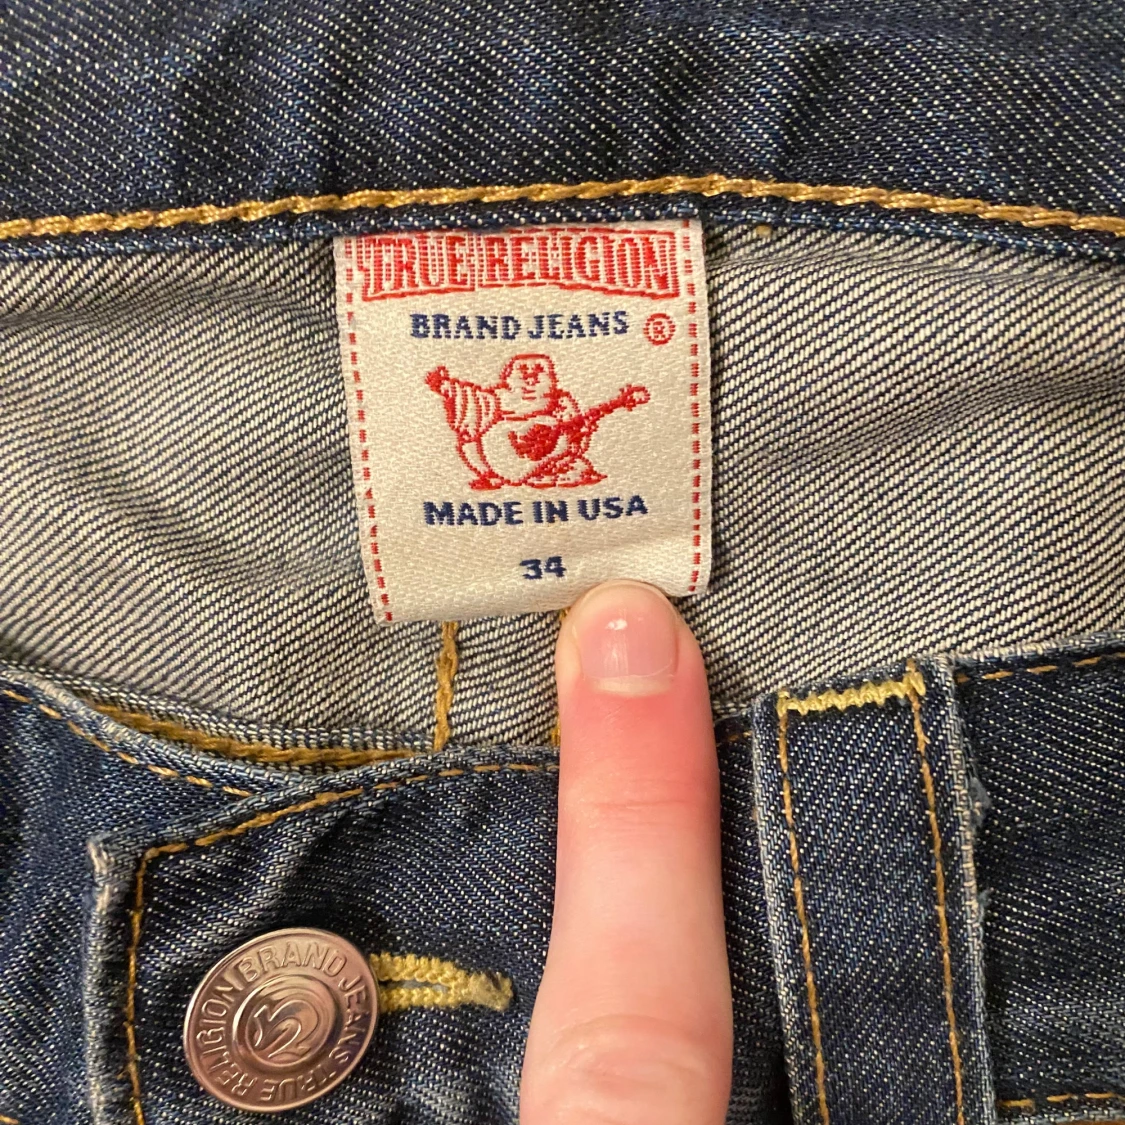 TRUE RELIGION
BRAND JEANS ®
MADE IN USA
34
TRUE RELIGION BRAND JEANS